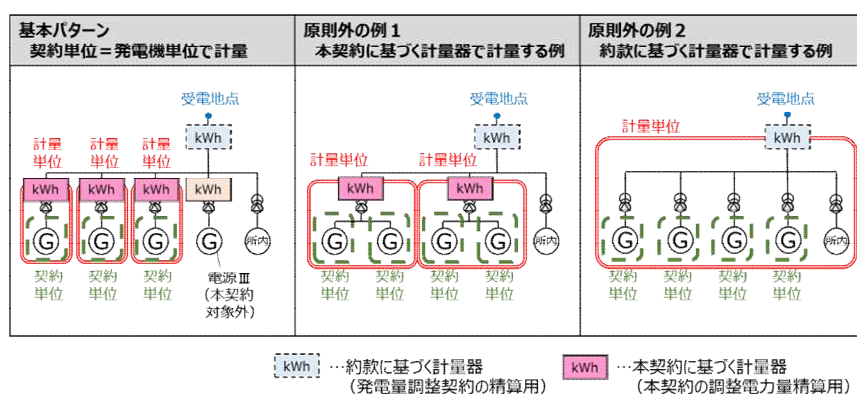 基本パターン
契約単位＝発電機単位で計量
原則外の例１
本契約に基づく計量器で計量する例
原則外の例２
約款に基づく計量器で計量する例
受電地点
kWh
計量
単位
計量
単位
計量
単位
kWh
kWh
kWh
kWh
G
G
G
G
所内
契約
単位
契約
単位
契約
単位
電源Ⅲ
（本契約
対象外）
受電地点
kWh
計量単位
計量単位
kWh
kWh
G
G
G
G
所内
契約
単位
契約
単位
契約
単位
契約
単位
受電地点
計量単位
kWh
G
G
G
G
所内
契約
単位
契約
単位
契約
単位
契約
単位
kWh …約款に基づく計量器
（発電量調整契約の精算用）
kWh …本契約に基づく計量器
（本契約の調整電力量精算用）